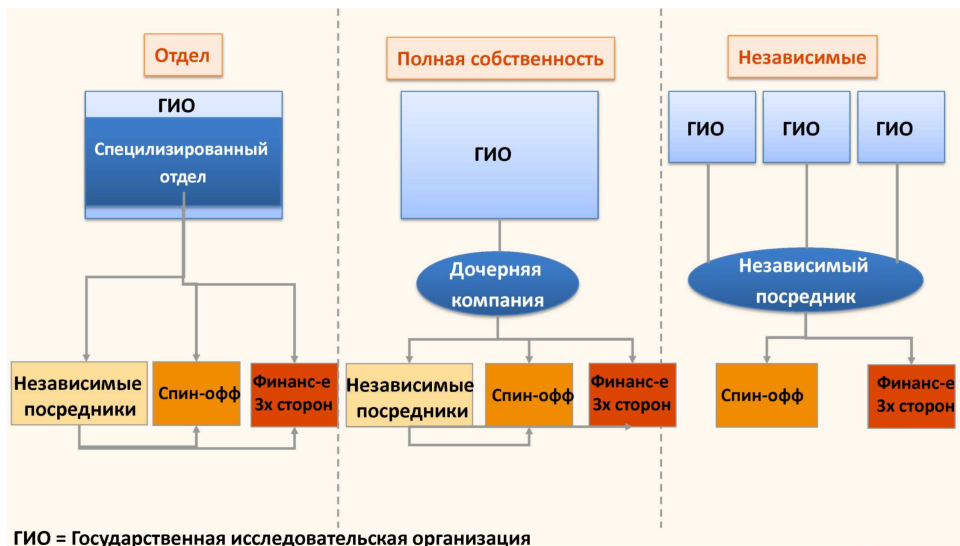 Отдел
ГИО
Специлизированный
отдел
Независимые
посредники
Спин-офф
Финанс-е
3х сторон
Полная собственность
ГИО
Дочерняя
компания
Независимые
посредники
Спин-офф
Финанс-е
3х сторон
Независимые
ГИО
ГИО
ГИО
Независимый
посредник
Спин-офф
Финанс-е
3х сторон
ГИО = Государственная исследовательская организация